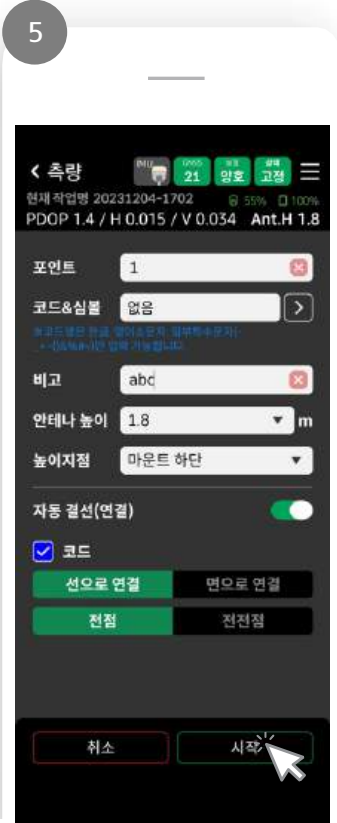 5
측량
IMU
GNSS
21
양호
고정
현재작업명 20231204-1702 55% 100%
PDOP 1.4 / H 0.015 / V 0.034 Ant.H 1.8
포인트 1
코드&심볼 없음
비고 abc
안테나 높이 1.8 m
높이지점 마운트 하단
자동 결선(연결)
코드
선으로 연결 면으로 연결
전점 전전점
취소 시작